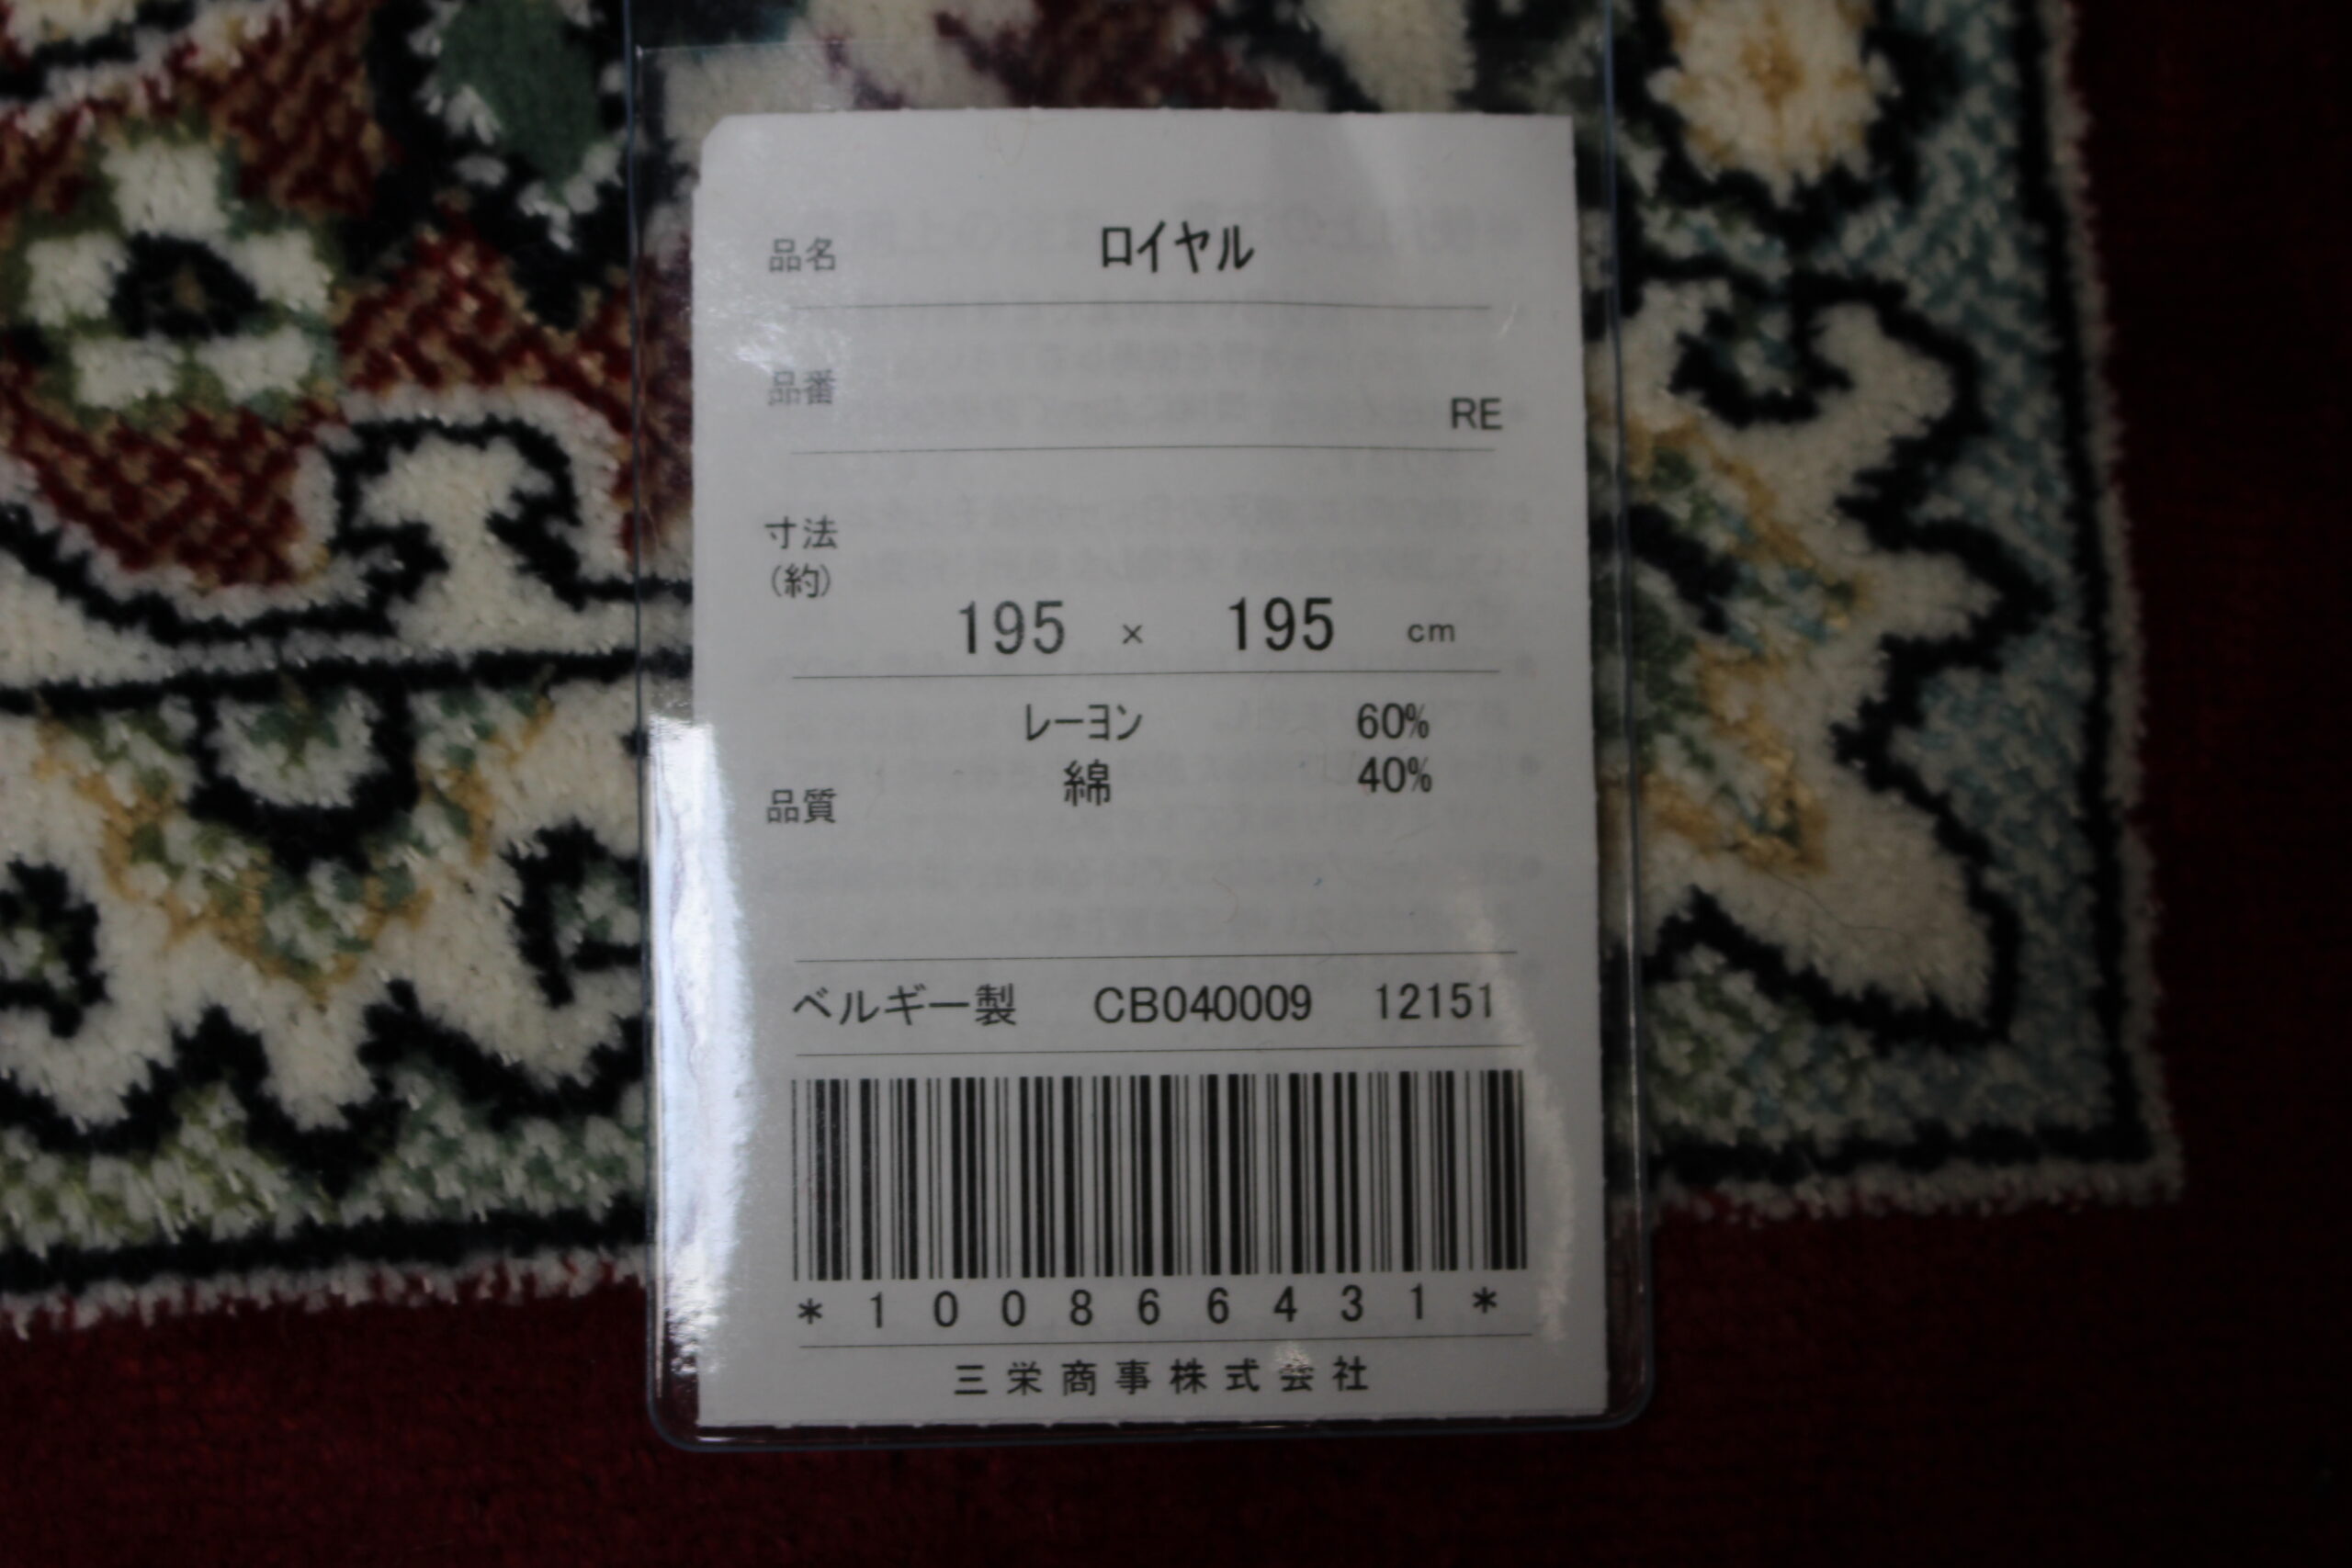 品名 ロイヤル
品番 RE
寸法
(約)
195 × 195 cm
レーヨン 60%
綿 40%
品質
ベルギー製 CB040009 12151
*100866431*
三栄商事株式会社